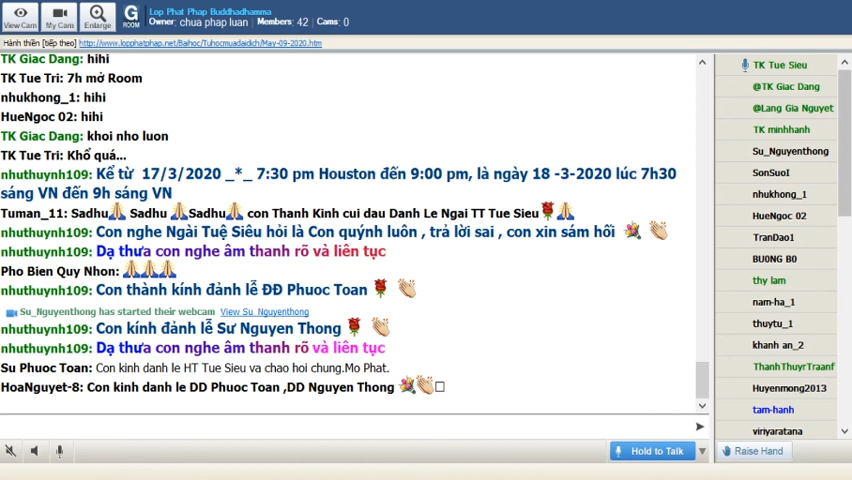 Lop Phat Phap Buddhadhamma
Owner: chua phap luan Members: 42 Cams: 0
View Cam My Cams Enlarge G ROOM
Hành thiền [tiếp theo] http://www.lopphatphap.net/Baihoc/Tuhocmuadaidich/May-09-2020.htm
TK Giac Dang: hihi
TK Tue Tri: 7h mở Room
nhukhong_1: hihi
HueNgoc 02: hihi
TK Giac Dang: khoi nho luon
TK Tue Tri: Khổ quá...
nhuthuynh109: Kể từ 17/3/2020 _*_ 7:30 pm Houston đến 9:00 pm, là ngày 18 -3-2020 lúc 7h30
sáng VN đến 9h sáng VN
Tuman_11: Sadhu🙏 Sadhu 🙏Sadhu🙏 con Thanh Kinh cui dau Danh Le Ngai TT Tue Sieu🌹🙏
nhuthuynh109: Con nghe Ngài Tuệ Siêu hỏi là Con quýnh luôn , trả lời sai , con xin sám hối 💐 👏
nhuthuynh109: Dạ thưa con nghe âm thanh rõ và liên tục
Pho Bien Quy Nhon: 🙏🙏🙏
nhuthuynh109: Con thành kính đảnh lễ ĐĐ Phuoc Toan 🌹 👏
Su_Nguyenthong has started their webcam View Su_Nguyenthong
nhuthuynh109: Con kính đảnh lễ Sư Nguyen Thong 🌹 👏
nhuthuynh109: Dạ thưa con nghe âm thanh rõ và liên tục
Su Phuoc Toan: Con kinh danh le HT Tue Sieu va chao hoi chung.Mo Phat.
HoaNguyet-8: Con kinh danh le DD Phuoc Toan ,DD Nguyen Thong 💐👏□
TK Tue Sieu
@TK Giac Dang
@Lang Gia Nguyet
TK minhhanh
Su_Nguyenthong
SonSuoI
nhukhong_1
HueNgoc 02
TranDao1
BU0NG B0
thy lam
nam-ha_1
thuytu_1
khanh an_2
ThanhThuyrTraanf
Huyenmong2013
tam-hanh
viriyaratana
Hold to Talk
Raise Hand